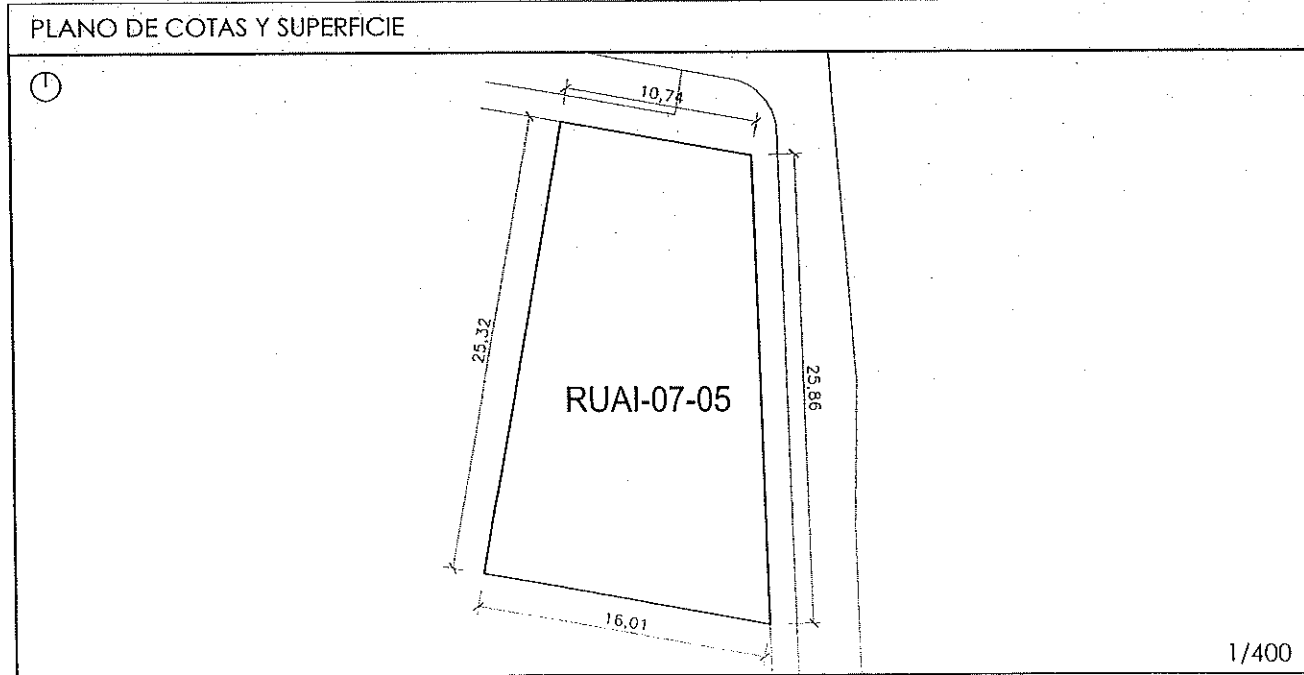 PLANO DE COTAS Y SUPERFICIE
10,74
25,32
25,86
RUAI-07-05
16,01
1/400